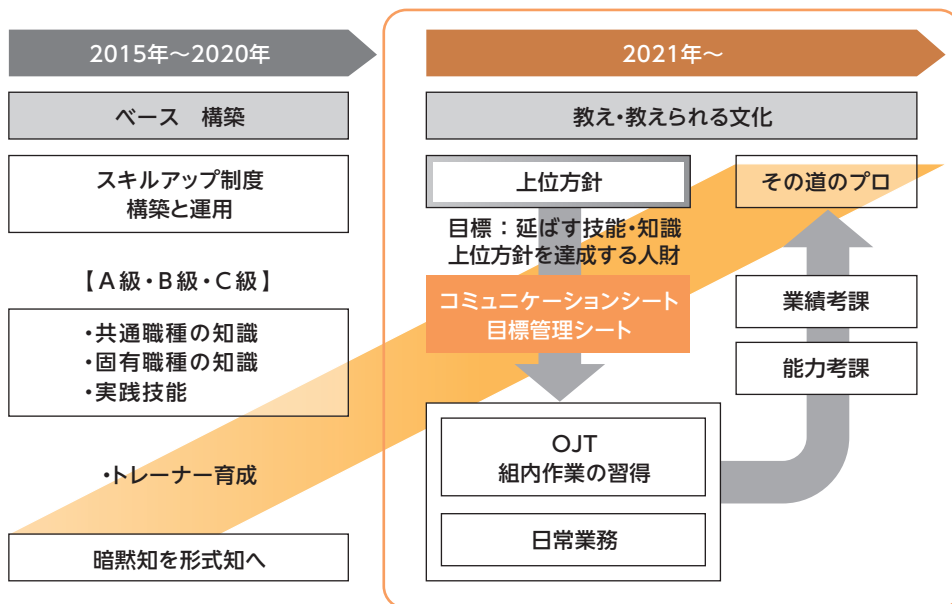 2015年～2020年
ベース　構築
スキルアップ制度
構築と運用
【A級・B級・C級】
・共通職種の知識
・固有職種の知識
・実践技能
・トレーナー育成
暗黙知を形式知へ
2021年～
教え・教えられる文化
上位方針
目標：延ばす技能・知識
上位方針を達成する人財
コミュニケーションシート
目標管理シート
OJT
組内作業の習得
日常業務
その道のプロ
業績考課
能力考課